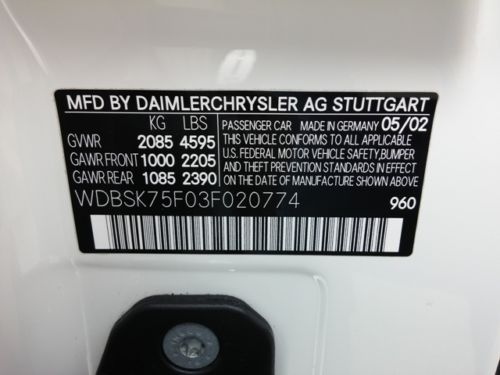 MFD BY DAIMLERCHRYSLER AG STUTTGART
KG LBS
GVWR 2085 4595
GAWR.FRONT 1000 2205
GAWR.REAR 1085 2390
PASSENGER CAR MADE IN GERMANY 05/02
THIS VEHICLE CONFORMS TO ALL APPLICABLE
U.S. FEDERAL MOTOR VEHICLE SAFETY,BUMPER
AND THEFT PREVENTION STANDARDS IN EFFECT
ON THE DATE OF MANUFACTURE SHOWN ABOVE.
WDBSK75F03F020774 960